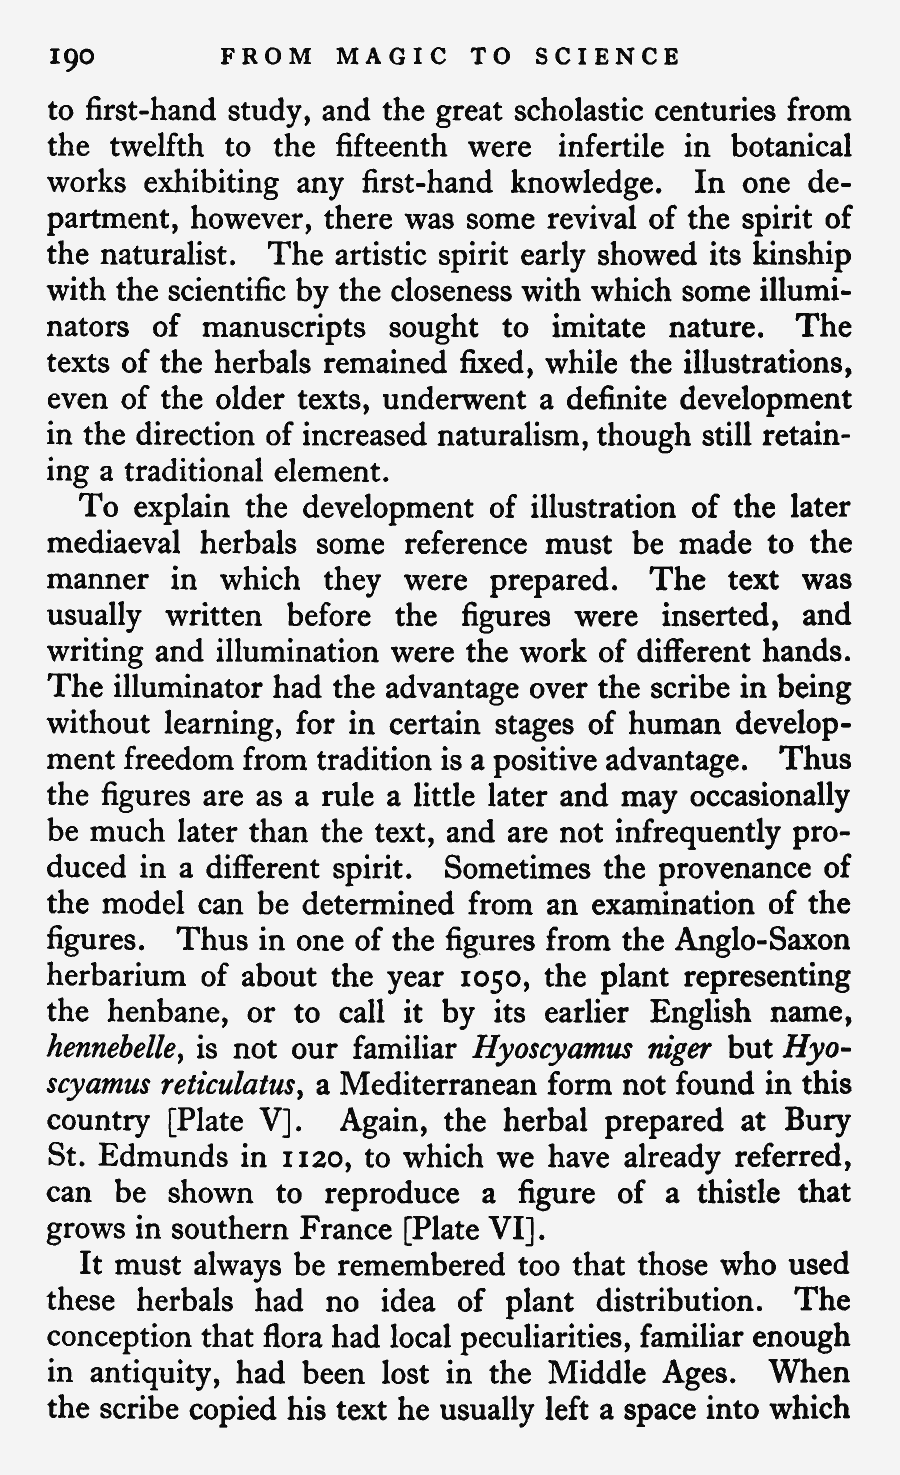 190 FROM MAGIC TO SCIENCE
to first-hand study, and the great scholastic centuries from
the twelfth to the fifteenth were infertile in botanical
works exhibiting any first-hand knowledge. In one de-
partment, however, there was some revival of the spirit of
the naturalist. The artistic spirit early showed its kinship
with the scientific by the closeness with which some illumi-
nators of manuscripts sought to imitate nature. The
texts of the herbals remained fixed, while the illustrations,
even of the older texts, underwent a definite development
in the direction of increased naturalism, though still retain-
ing a traditional element.
To explain the development of illustration of the later
mediaeval herbals some reference must be made to the
manner in which they were prepared. The text was
usually written before the figures were inserted, and
writing and illumination were the work of different hands.
The illuminator had the advantage over the scribe in being
without learning, for in certain stages of human develop-
ment freedom from tradition is a positive advantage. Thus
the figures are as a rule a little later and may occasionally
be much later than the text, and are not infrequently pro-
duced in a different spirit. Sometimes the provenance of
the model can be determined from an examination of the
figures. Thus in one of the figures from the Anglo-Saxon
herbarium of about the year 1050, the plant representing
the henbane, or to call it by its earlier English name,
hennebelle, is not our familiar Hyoscyamus niger but Hyo-
scyamus reticulatus, a Mediterranean form not found in this
country [Plate V]. Again, the herbal prepared at Bury
St. Edmunds in 1120, to which we have already referred,
can be shown to reproduce a figure of a thistle that
grows in southern France [Plate VI].
It must always be remembered too that those who used
these herbals had no idea of plant distribution. The
conception that flora had local peculiarities, familiar enough
in antiquity, had been lost in the Middle Ages. When
the scribe copied his text he usually left a space into which